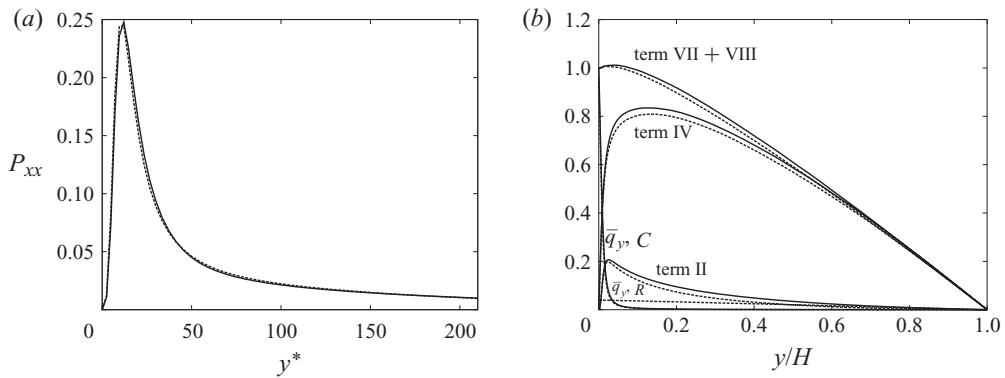 (a)
0.25
0.20
0.15
0.10
0.05
P_xx
0
50
100
150
200
y*
(b)
1.2
1.0
0.8
0.6
0.4
0.2
0
0.2
0.4
0.6
0.8
1.0
term VII + VIII
term IV
q̅_y, C
term II
q̅_y, R
y/H